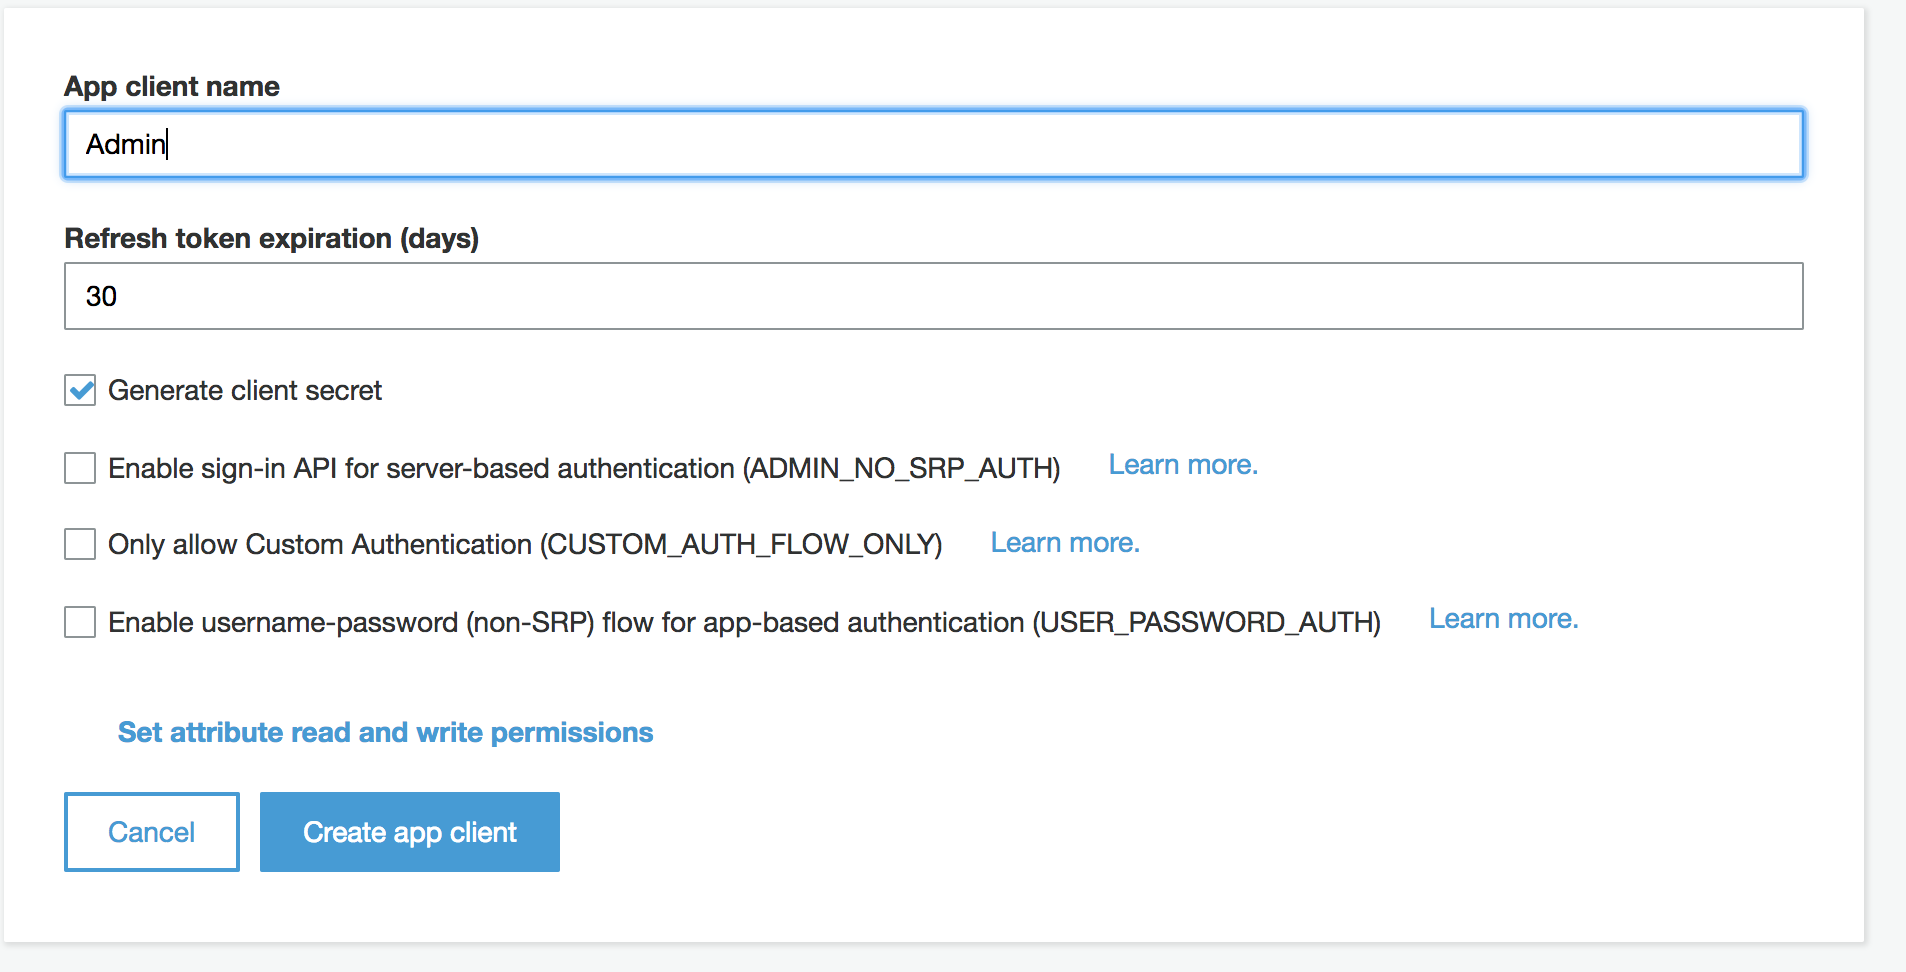 App client name
Admin
Refresh token expiration (days)
30
Generate client secret
Enable sign-in API for server-based authentication (ADMIN_NO_SRP_AUTH) Learn more.
Only allow Custom Authentication (CUSTOM_AUTH_FLOW_ONLY) Learn more.
Enable username-password (non-SRP) flow for app-based authentication (USER_PASSWORD_AUTH) Learn more.
Set attribute read and write permissions
Cancel Create app client